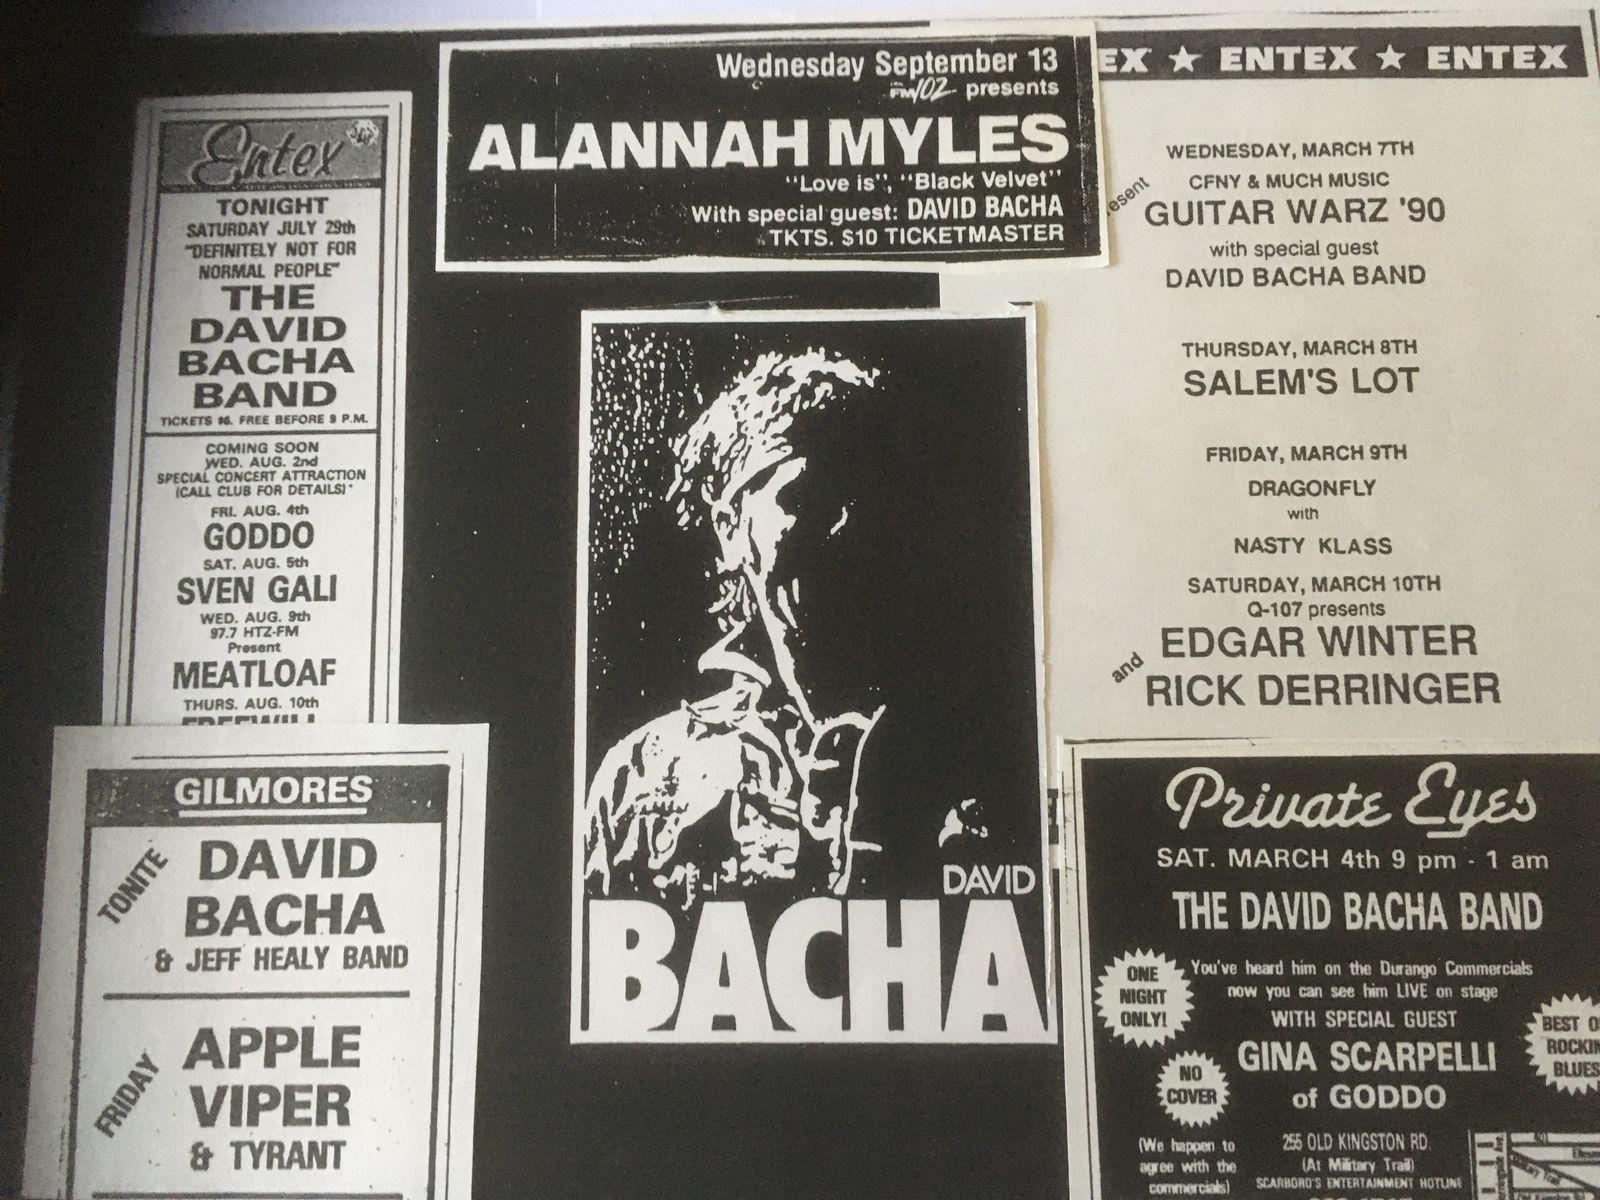 Entex
TONIGHT
SATURDAY JULY 29th
"DEFINITELY NOT FOR
NORMAL PEOPLE"
THE
DAVID
BACHA
BAND
TICKETS $6. FREE BEFORE 9 P.M.
COMING SOON
WED. AUG. 2nd
SPECIAL CONCERT ATTRACTION
(CALL CLUB FOR DETAILS)
FRI. AUG. 4th
GODDO
SAT. AUG. 5th
SVEN GALI
WED. AUG. 9th
97.7 HTZ-FM
Present
MEATLOAF
THURS. AUG. 10th
FREEWILL
GILMORES
TONITE
DAVID
BACHA
& JEFF HEALY BAND
FRIDAY
APPLE
VIPER
& TYRANT
Wednesday September 13
FM102 presents
ALANNAH MYLES
"Love is", "Black Velvet"
With special guest: DAVID BACHA
TKTS. $10 TICKETMASTER
DAVID
BACHA
EX ★ ENTEX ★ ENTEX
WEDNESDAY, MARCH 7TH
CFNY & MUCH MUSIC
resent
GUITAR WARZ '90
with special guest
DAVID BACHA BAND
THURSDAY, MARCH 8TH
SALEM'S LOT
FRIDAY, MARCH 9TH
DRAGONFLY
with
NASTY KLASS
SATURDAY, MARCH 10TH
Q-107 presents
EDGAR WINTER
and
RICK DERRINGER
Private Eyes
SAT. MARCH 4th 9 pm - 1 am
THE DAVID BACHA BAND
ONE
NIGHT
ONLY!
You've heard him on the Durango Commercials
now you can see him LIVE on stage
WITH SPECIAL GUEST
GINA SCARPELLI
of GODDO
BEST O
ROCKIN
BLUES
NO
COVER
(We happen to
agree with the
commercials)
255 OLD KINGSTON RD.
(At Military Trail)
SCARBORO'S ENTERTAINMENT HOTLINE
401
Military Trail